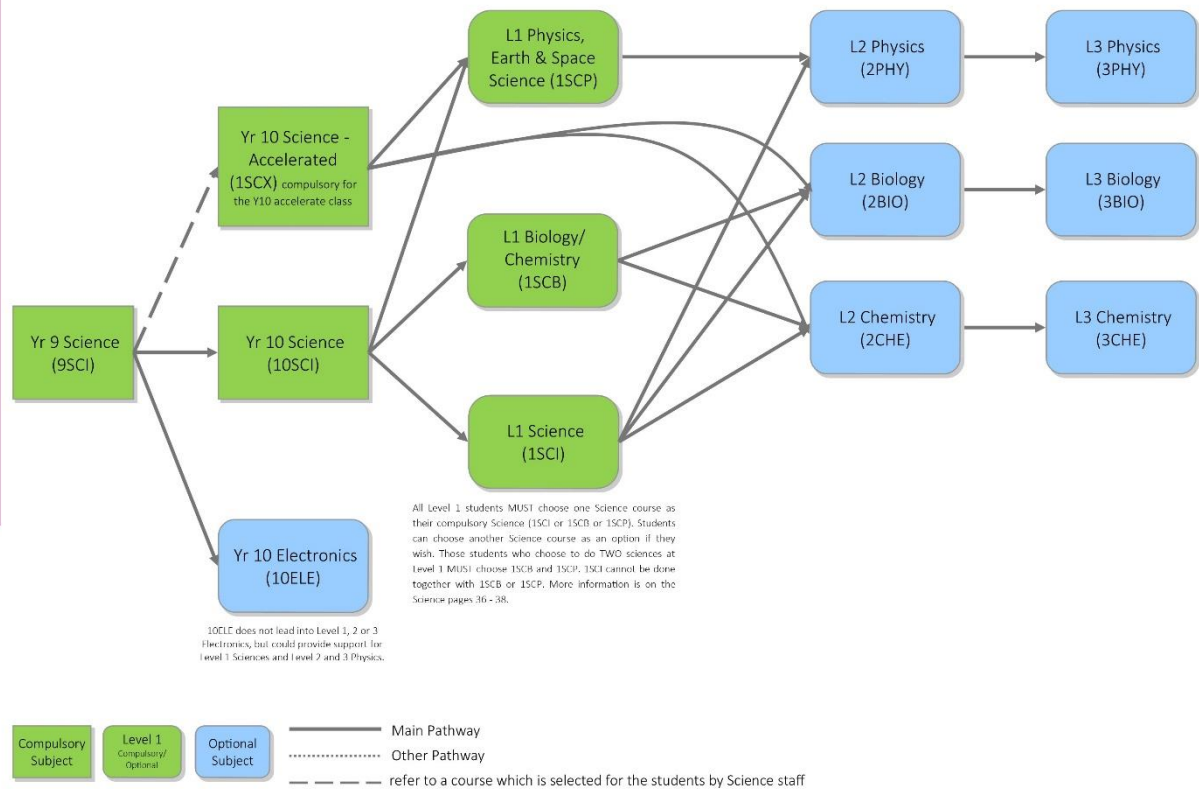 L1 Physics,
Earth & Space
Science (1SCP)
L2 Physics
(2PHY)
L3 Physics
(3PHY)
Yr 10 Science -
Accelerated
(1SCX) compulsory for
the Y10 accelerate class
L2 Biology
(2BIO)
L3 Biology
(3BIO)
L1 Biology/
Chemistry
(1SCB)
Yr 9 Science
(9SCI)
Yr 10 Science
(10SCI)
L2 Chemistry
(2CHE)
L3 Chemistry
(3CHE)
L1 Science
(1SCI)
All Level 1 students MUST choose one Science course as
their compulsory Science (1SCI or 1SCB or 1SCP). Students
can choose another Science course as an option if they
wish. Those students who choose to do TWO sciences at
Level 1 MUST choose 1SCB and 1SCP. 1SCI cannot be done
together with 1SCB or 1SCP. More information is on the
Science pages 36 - 38.
Yr 10 Electronics
(10ELE)
10ELE does not lead into Level 1, 2 or 3
Electronics, but could provide support for
Level 1 Sciences and Level 2 and 3 Physics.
Compulsory
Subject
Level 1
Compulsory/
Optional
Optional
Subject
Main Pathway
Other Pathway
refer to a course which is selected for the students by Science staff